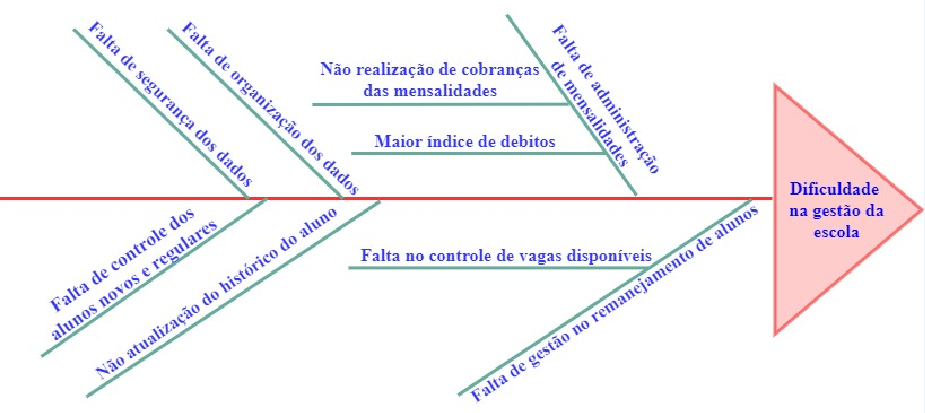 Falta de segurança dos dados
Falta de organização dos dados
Não realização de cobranças
das mensalidades
Maior índice de debitos
Falta de administração
de mensalidades
Dificuldade
na gestão da
escola
Falta de controle dos
alunos novos e regulares
Não atualização do histórico do aluno
Falta no controle de vagas disponíveis
Falta de gestão no remanejamento de alunos